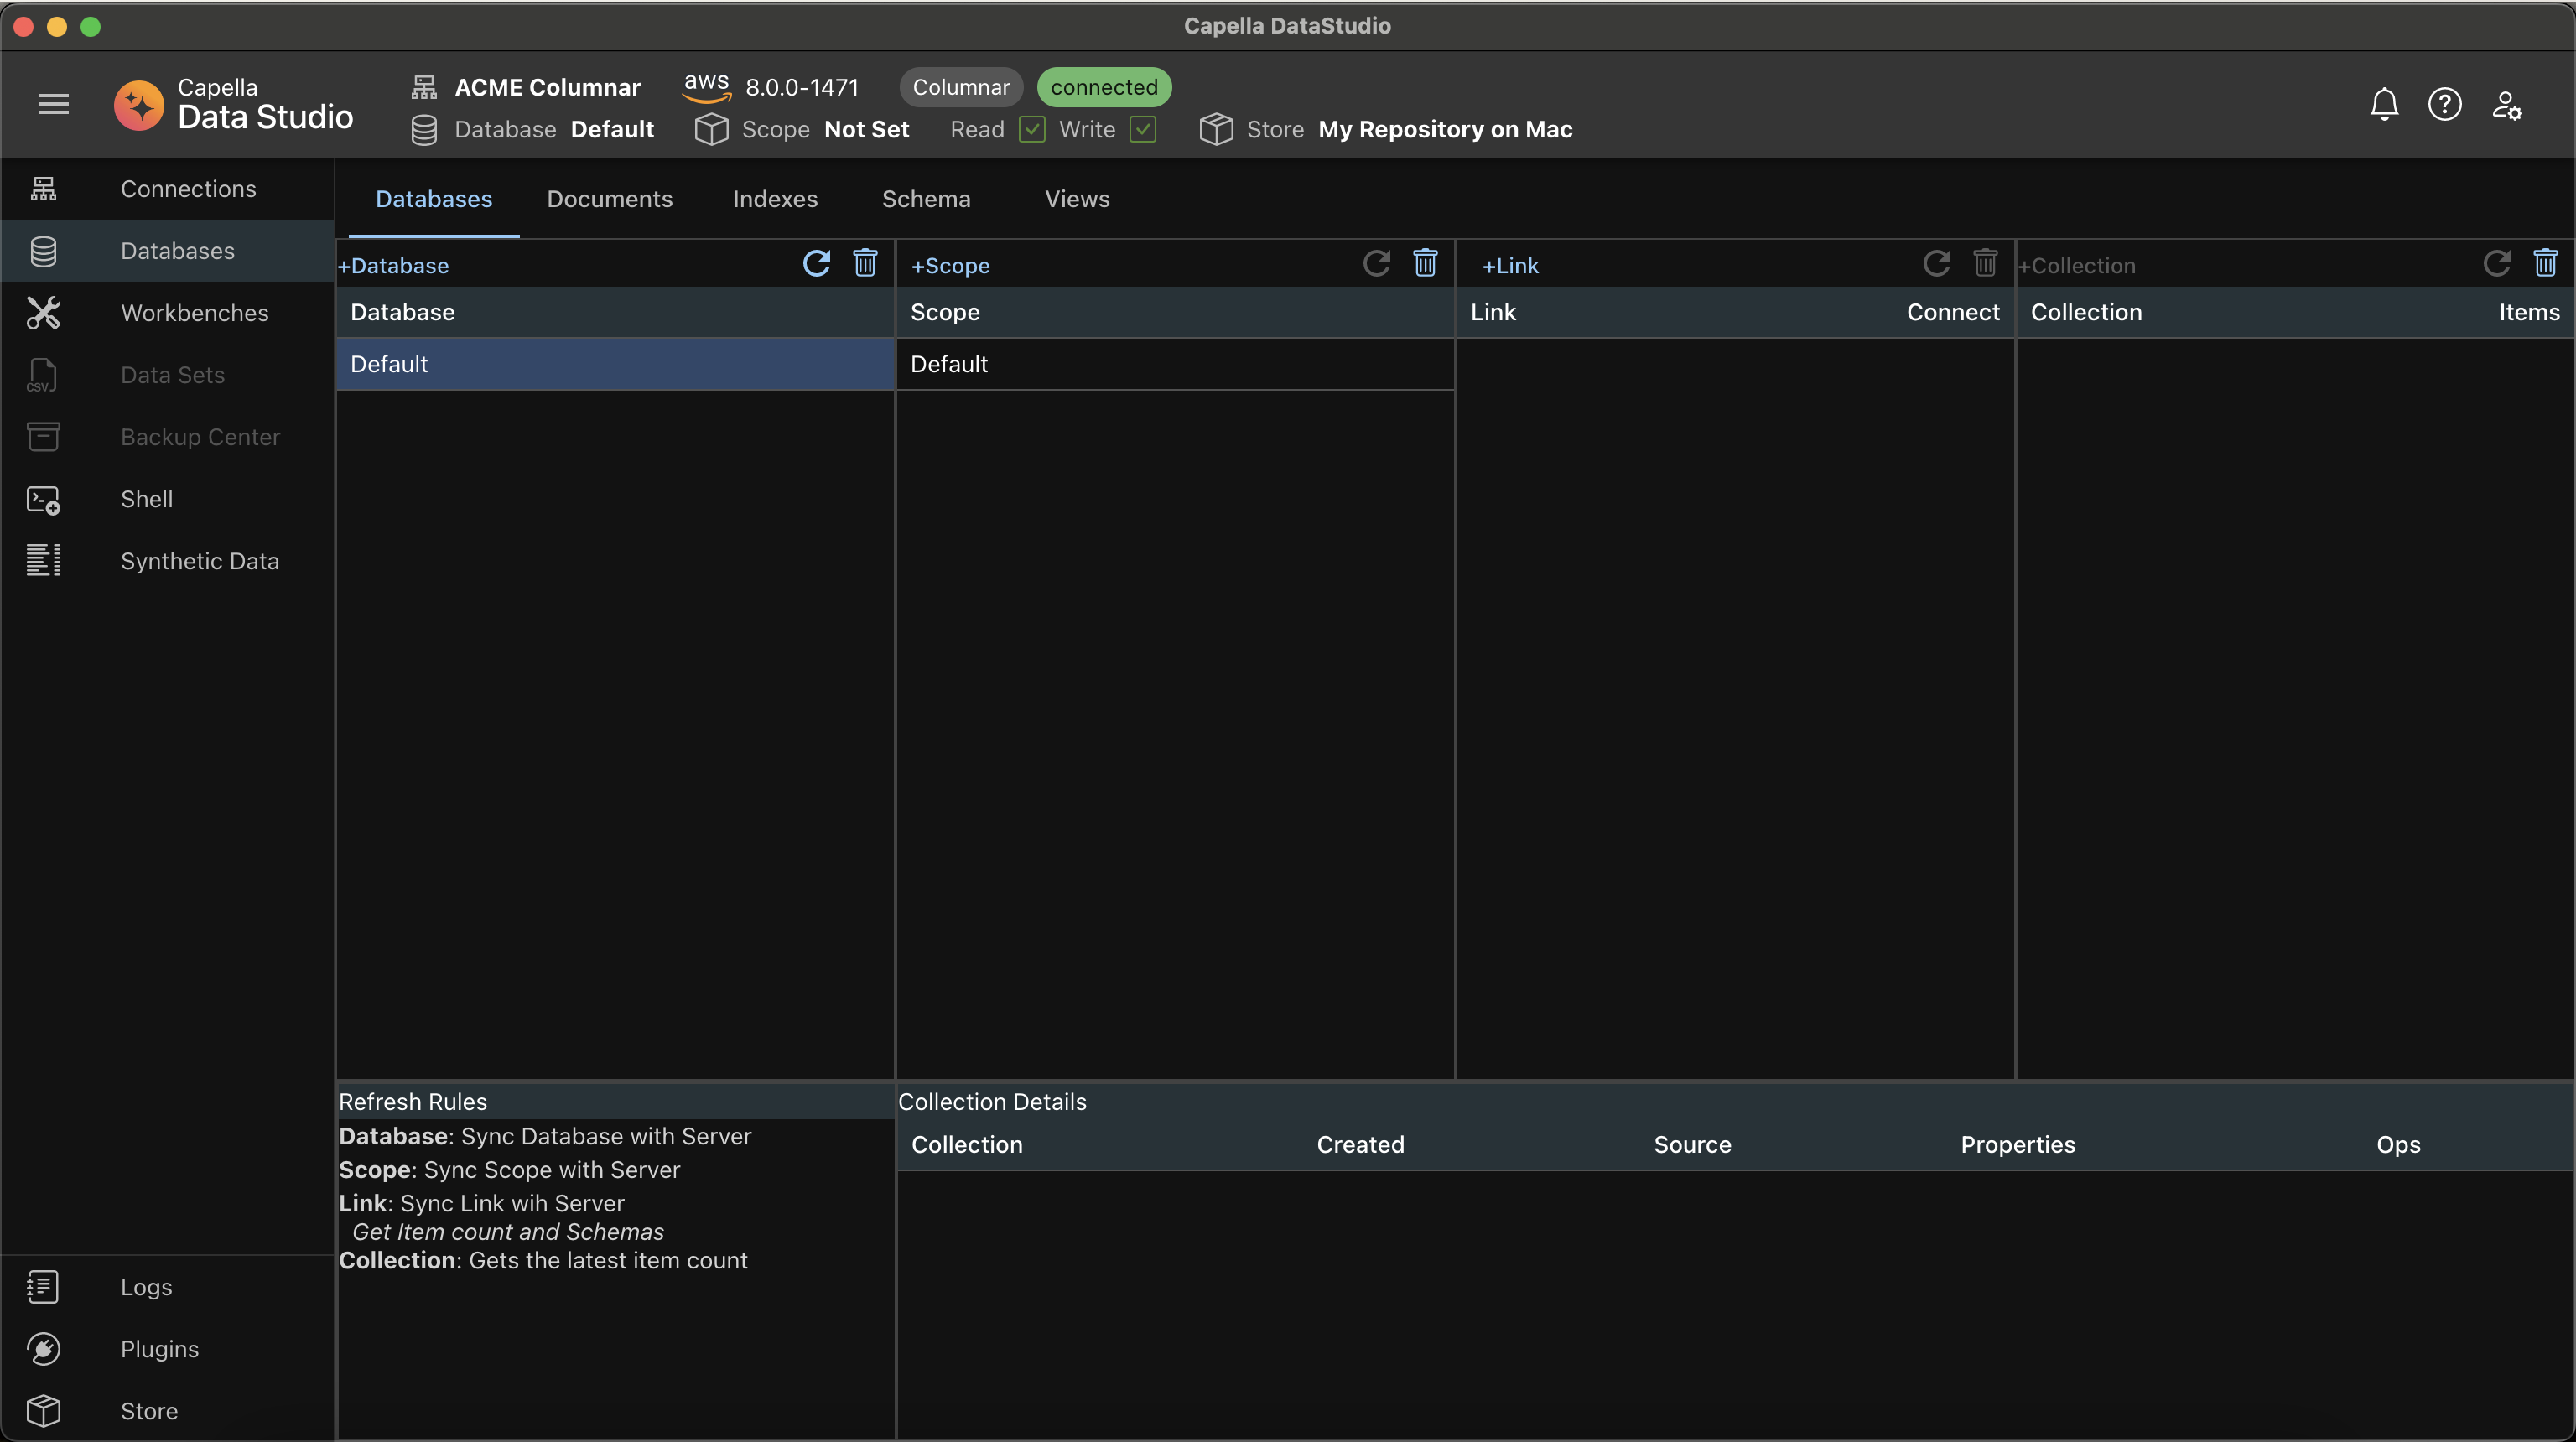 Capella DataStudio
Capella
Data Studio
ACME Columnar aws 8.0.0-1471 Columnar connected
Database Default Scope Not Set Read Write Store My Repository on Mac
Connections
Databases
Workbenches
CSV Data Sets
Backup Center
Shell
Synthetic Data
Logs
Plugins
Store
Databases Documents Indexes Schema Views
+Database +Scope +Link +Collection
Database Scope Link Connect Collection Items
Default Default
Refresh Rules
Database: Sync Database with Server
Scope: Sync Scope with Server
Link: Sync Link wih Server
Get Item count and Schemas
Collection: Gets the latest item count
Collection Details
Collection Created Source Properties Ops